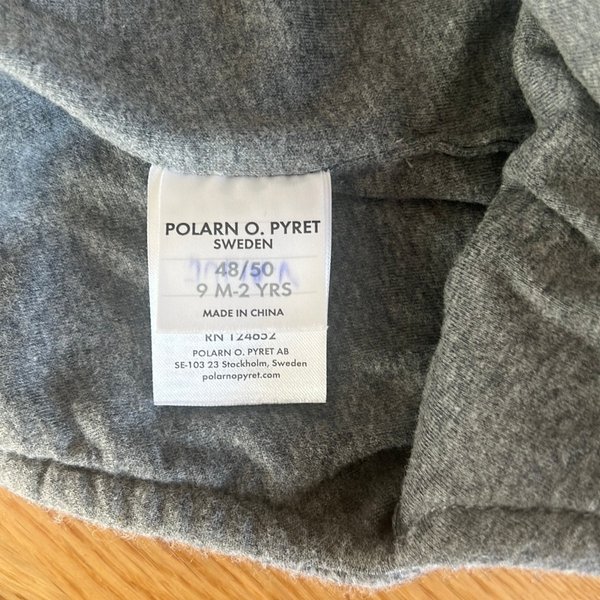 POLARN O. PYRET
SWEDEN
48/50
9 M-2 YRS
MADE IN CHINA
RN 124852
POLARN O. PYRET AB
SE-103 23 Stockholm, Sweden
polarnopyret.com